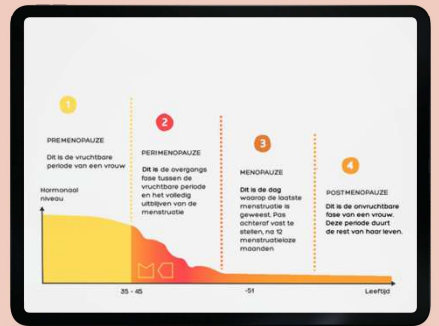 1
PREMENOPAUZE
Dit is de vruchtbare
periode van een vrouw
2
PERIMENOPAUZE
Dit is de overgangs
fase tussen de
vruchtbare periode
en het volledig
uitblijven van de
menstruatie
3
MENOPAUZE
Dit is de dag
waarop de laatste
menstruatie is
geweest. Pas
achteraf vast te
stellen, na 12
menstruatieloze
maanden
4
POSTMENOPAUZE
Dit is de onvruchtbare
fase van een vrouw.
Deze periode duurt
de rest van haar leven.
Hormonaal
niveau
35 - 45
-51
Leeftijd